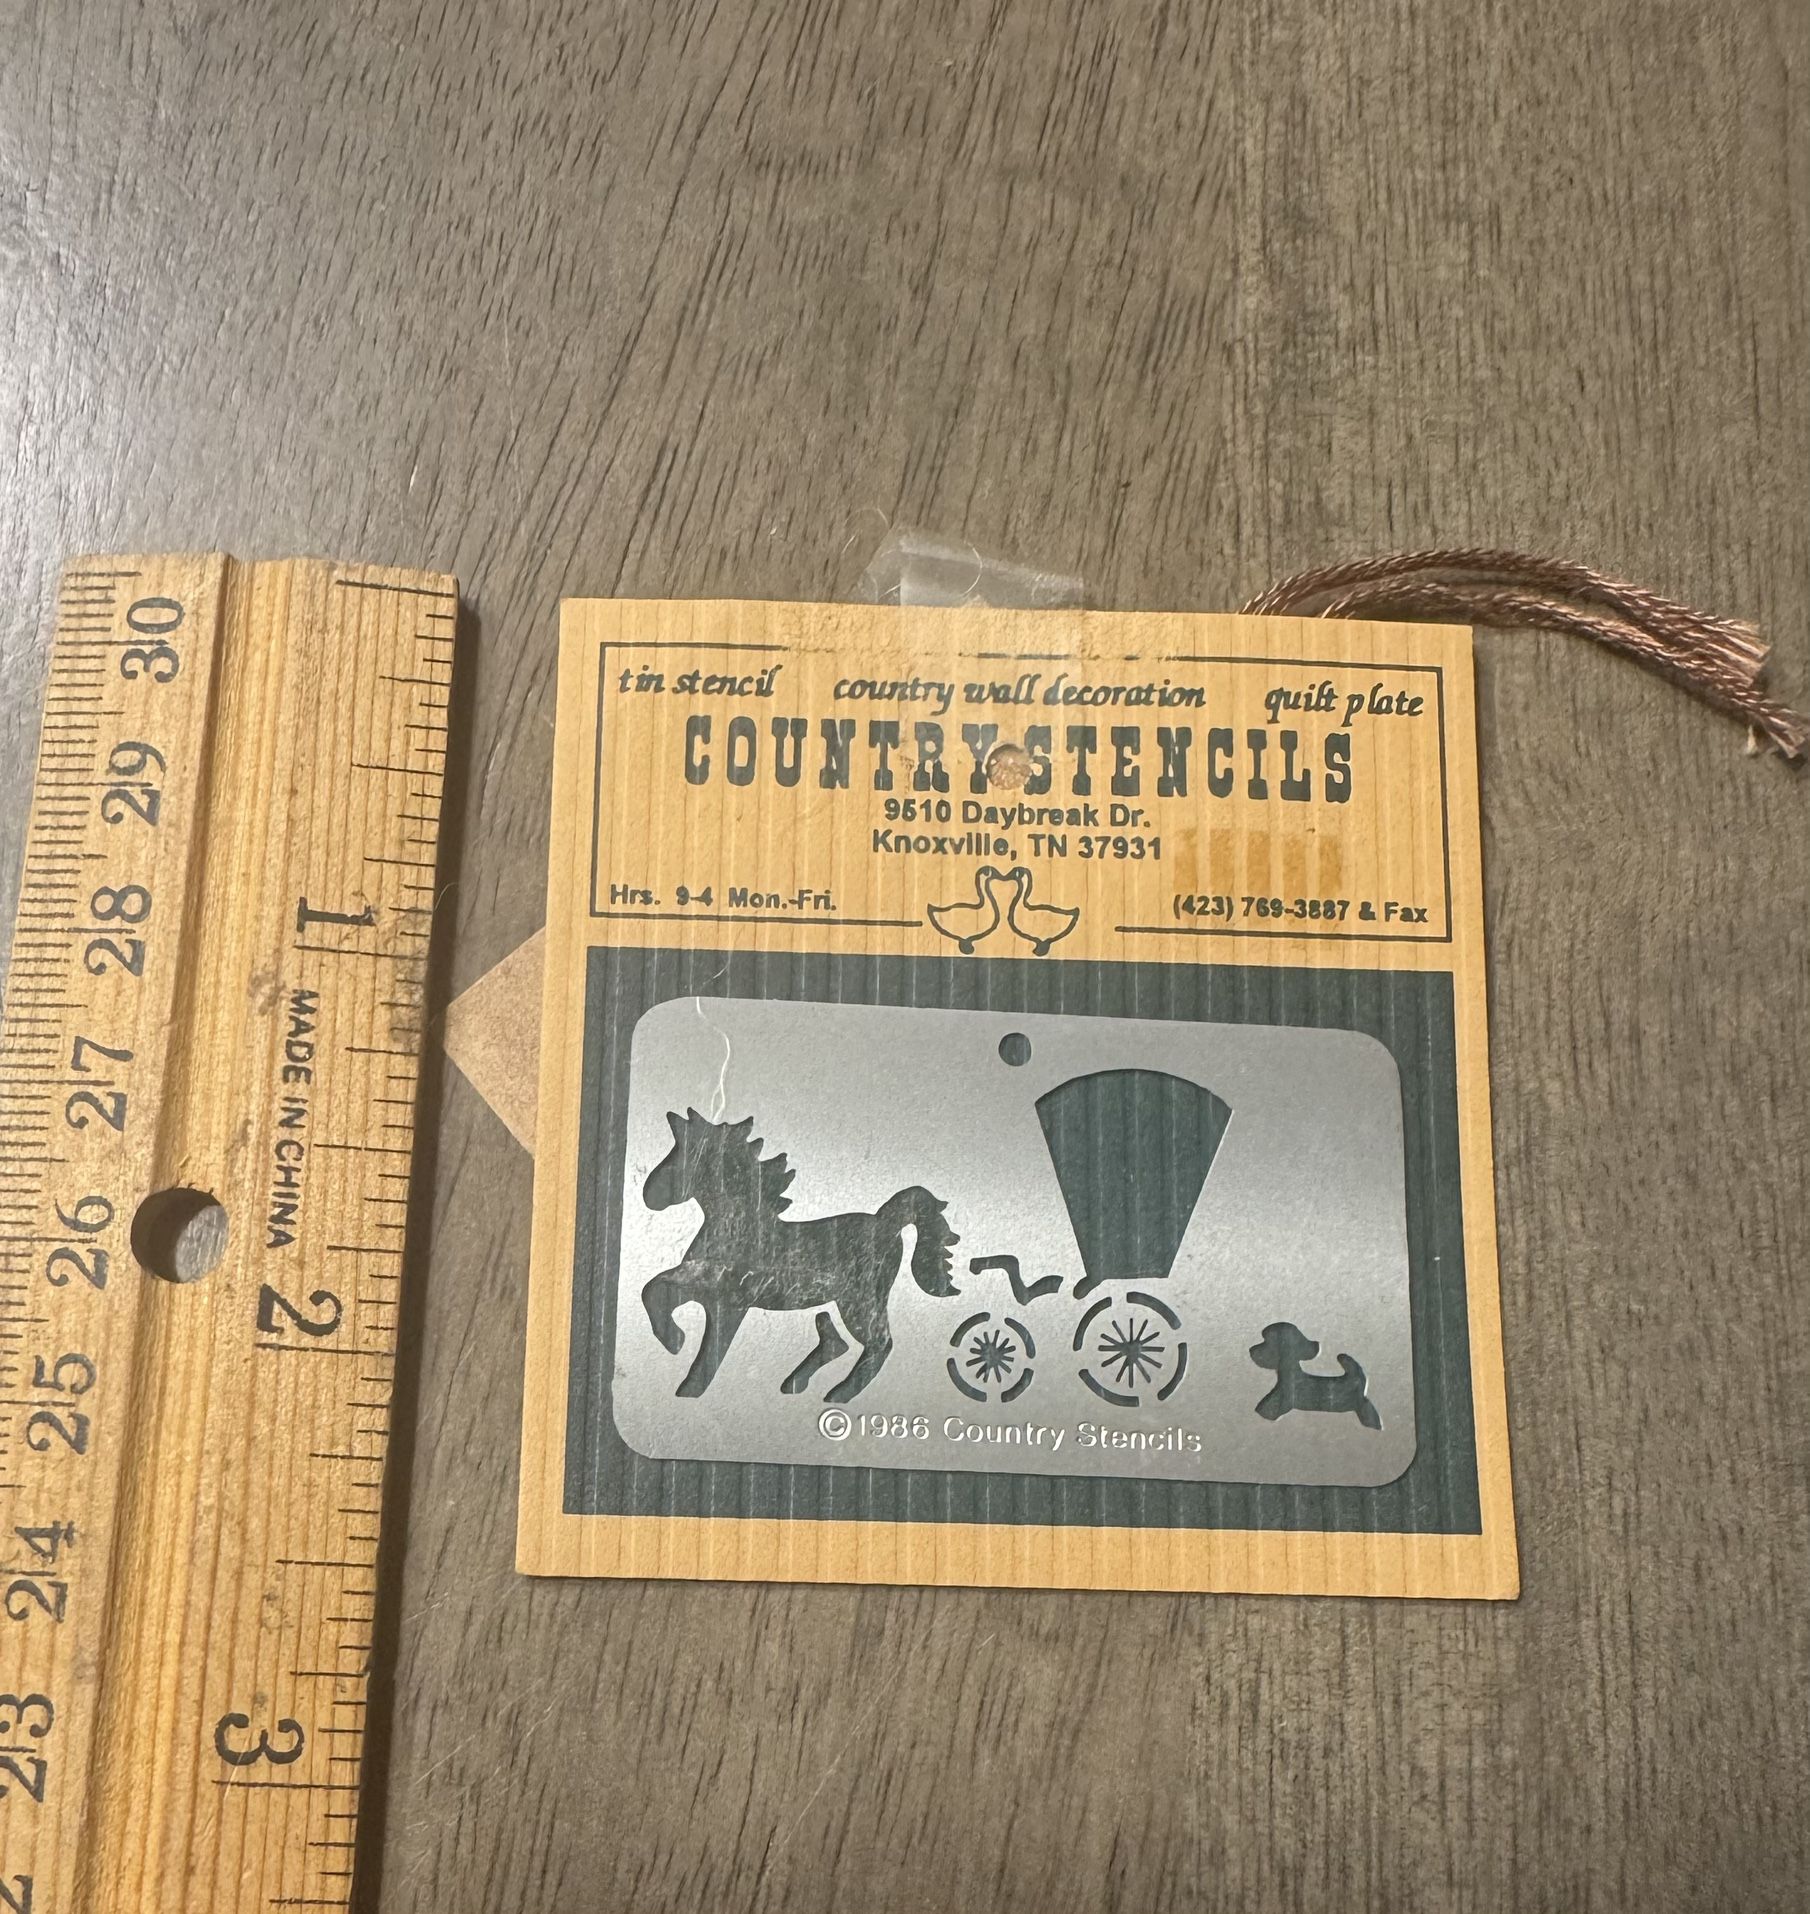 tin stencil country wall decoration quilt plate
COUNTRY STENCILS
9510 Daybreak Dr.
Knoxville, TN 37931
Hrs. 9-4 Mon.-Fri. (423) 769-3887 & Fax
©1986 Country Stencils
30
29
28
27
26
25
24
23
1
MADE IN CHINA
2
3